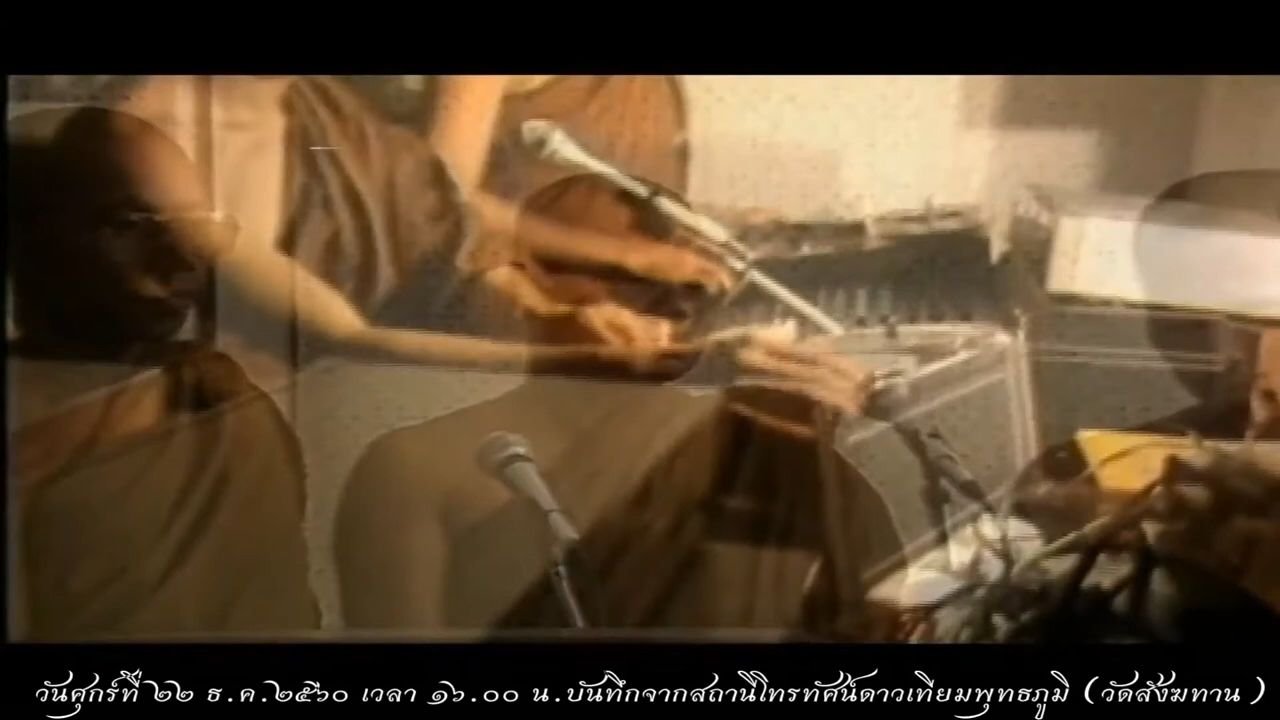 วันศุกร์ที่ ๒๒ ธ.ค.๒๕๖๐ เวลา ๑๖.๐๐ น.บันทึกจากสถานีโทรทัศน์ดาวเทียมพุทธภูมิ (วัดสังฆทาน )